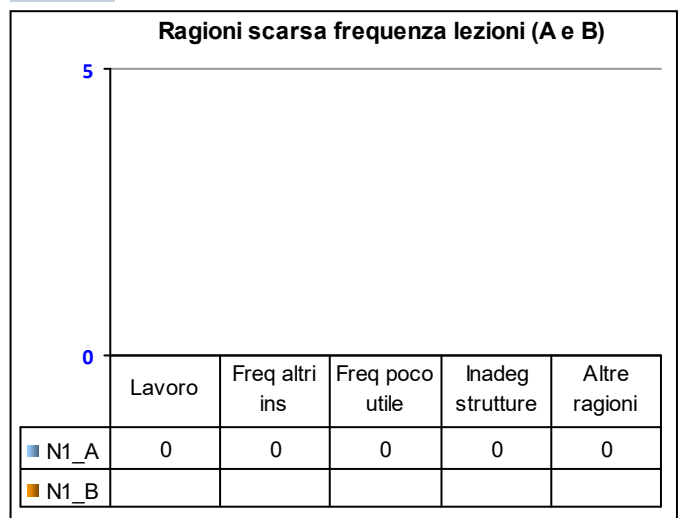 Ragioni scarsa frequenza lezioni (A e B)
5
0
Lavoro
Freq altri
ins
Freq poco
utile
Inadeg
strutture
Altre
ragioni
N1_A 0 0 0 0 0
N1_B